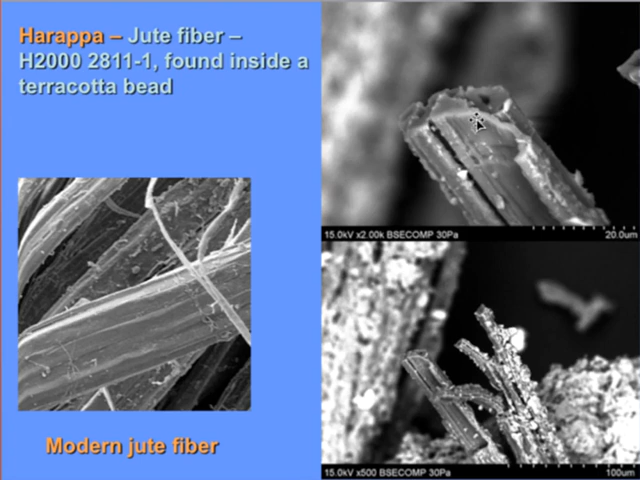 Harappa – Jute fiber –
H2000 2811-1, found inside a
terracotta bead
15.0kV x2.00k BSECOMP 30Pa 20.0um
15.0kV x500 BSECOMP 30Pa 100um
Modern jute fiber